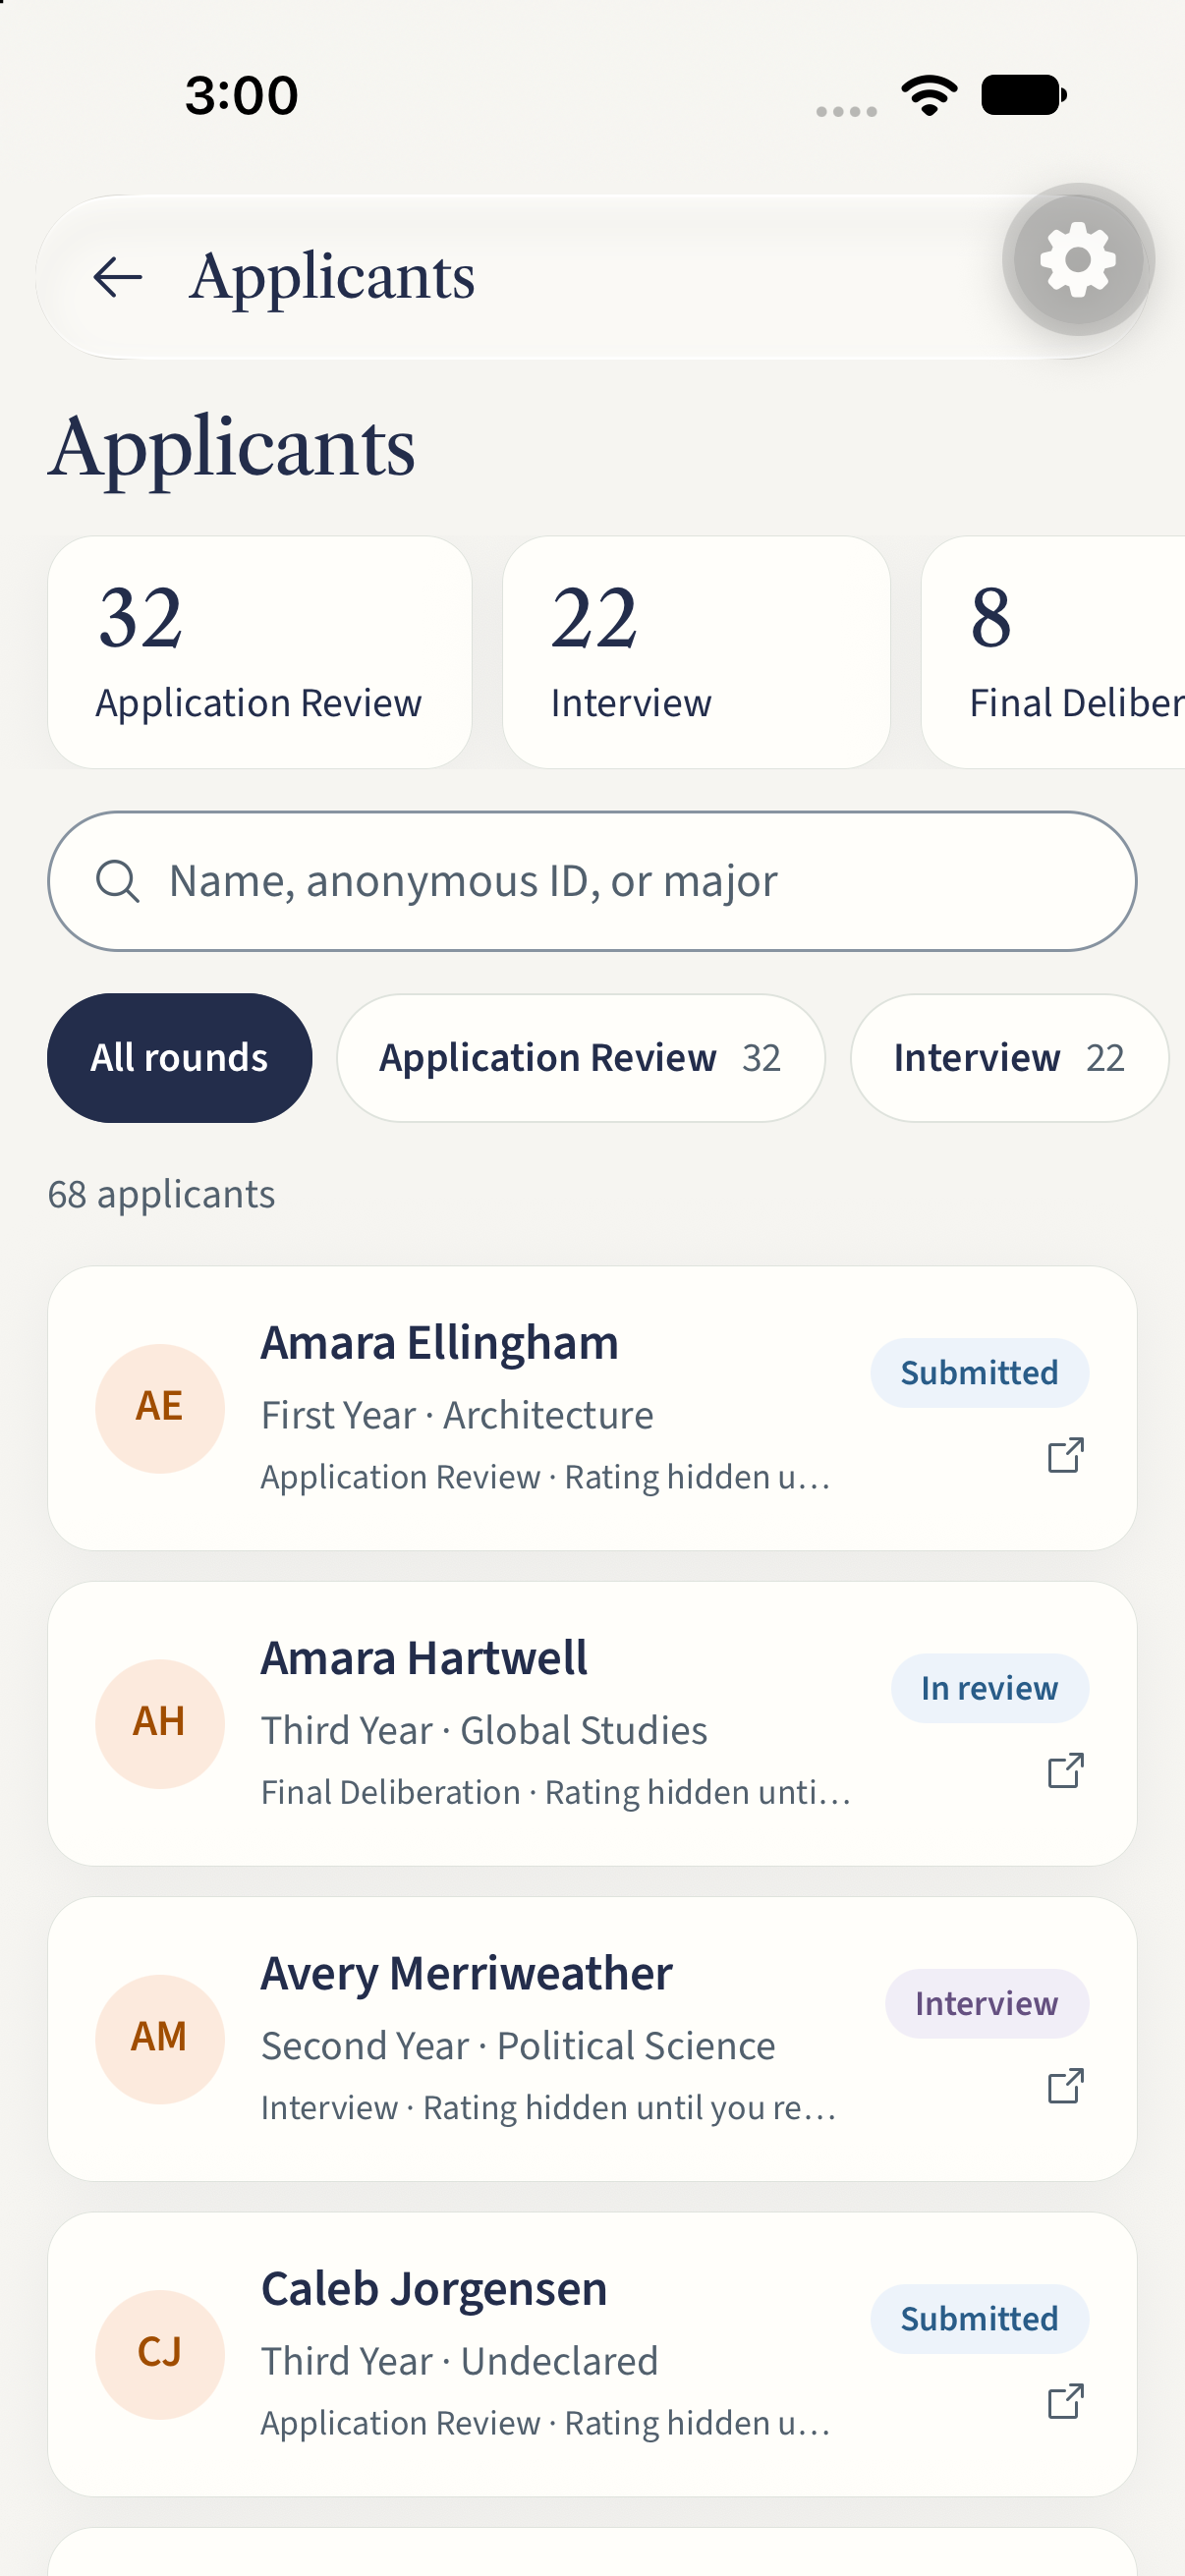 3:00
Applicants
Applicants
32
Application Review
22
Interview
8
Final Deliber
Name, anonymous ID, or major
All rounds
Application Review 32
Interview 22
68 applicants
AE
Amara Ellingham
First Year · Architecture
Application Review · Rating hidden u...
Submitted
AH
Amara Hartwell
Third Year · Global Studies
Final Deliberation · Rating hidden unti...
In review
AM
Avery Merriweather
Second Year · Political Science
Interview · Rating hidden until you re...
Interview
CJ
Caleb Jorgensen
Third Year · Undeclared
Application Review · Rating hidden u...
Submitted